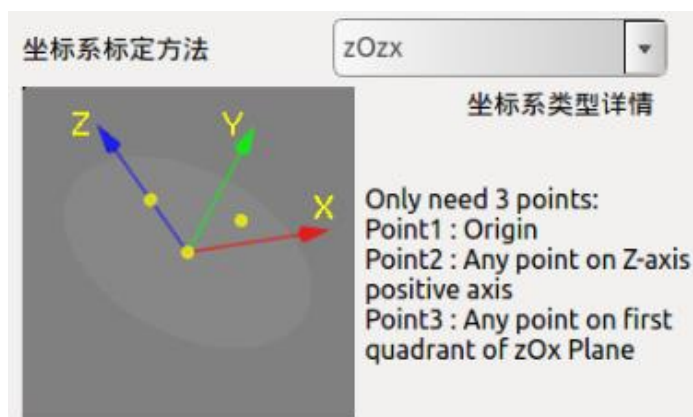 坐标系标定方法
zOzx
坐标系类型详情
Z
Y
X
Only need 3 points:
Point1 : Origin
Point2 : Any point on Z-axis
positive axis
Point3 : Any point on first
quadrant of zOx Plane